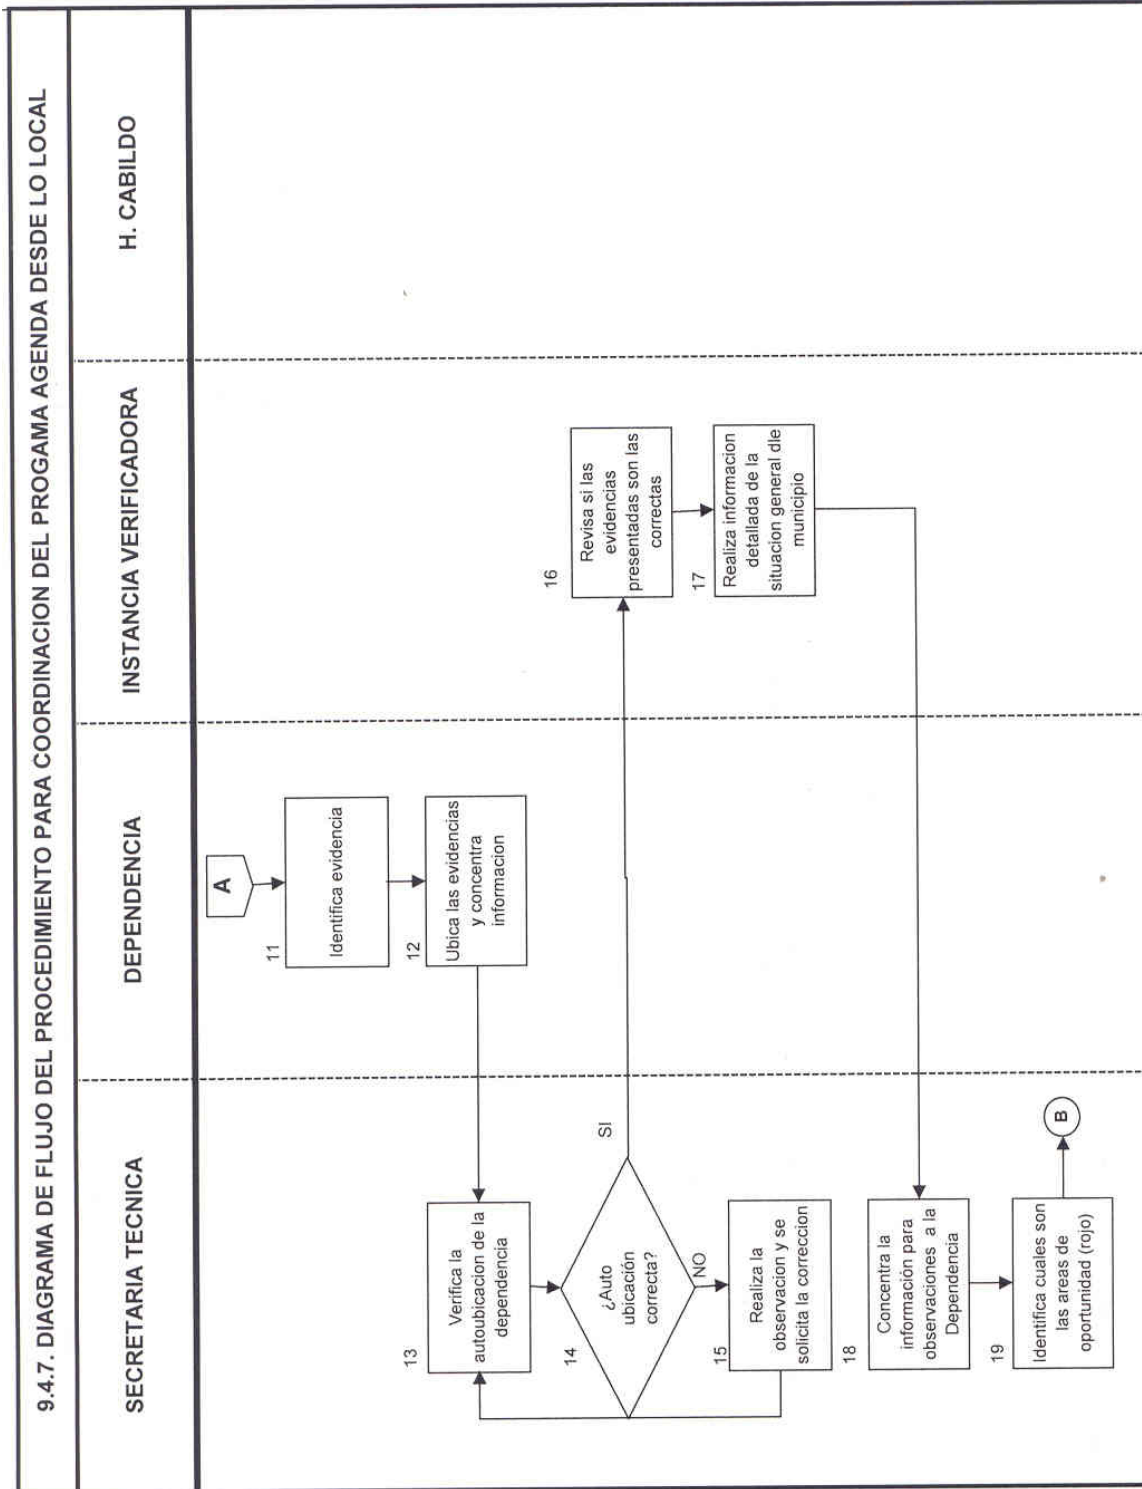 9.4.7. DIAGRAMA DE FLUJO DEL PROCEDIMIENTO PARA COORDINACION DEL PROGAMA AGENDA DESDE LO LOCAL
SECRETARIA TECNICA
DEPENDENCIA
INSTANCIA VERIFICADORA
H. CABILDO
A
11
Identifica evidencia
12
Ubica las evidencias
y concentra
informacion
13
Verifica la
autoubicacion de la
dependencia
14
¿Auto
ubicación
correcta?
SI
NO
15
Realiza la
observacion y se
solicita la correccion
16
Revisa si las
evidencias
presentadas son las
correctas
17
Realiza informacion
detallada de la
situacion general dle
municipio
18
Concentra la
información para
observaciones a la
Dependencia
19
Identifica cuales son
las areas de
oportunidad (rojo)
B